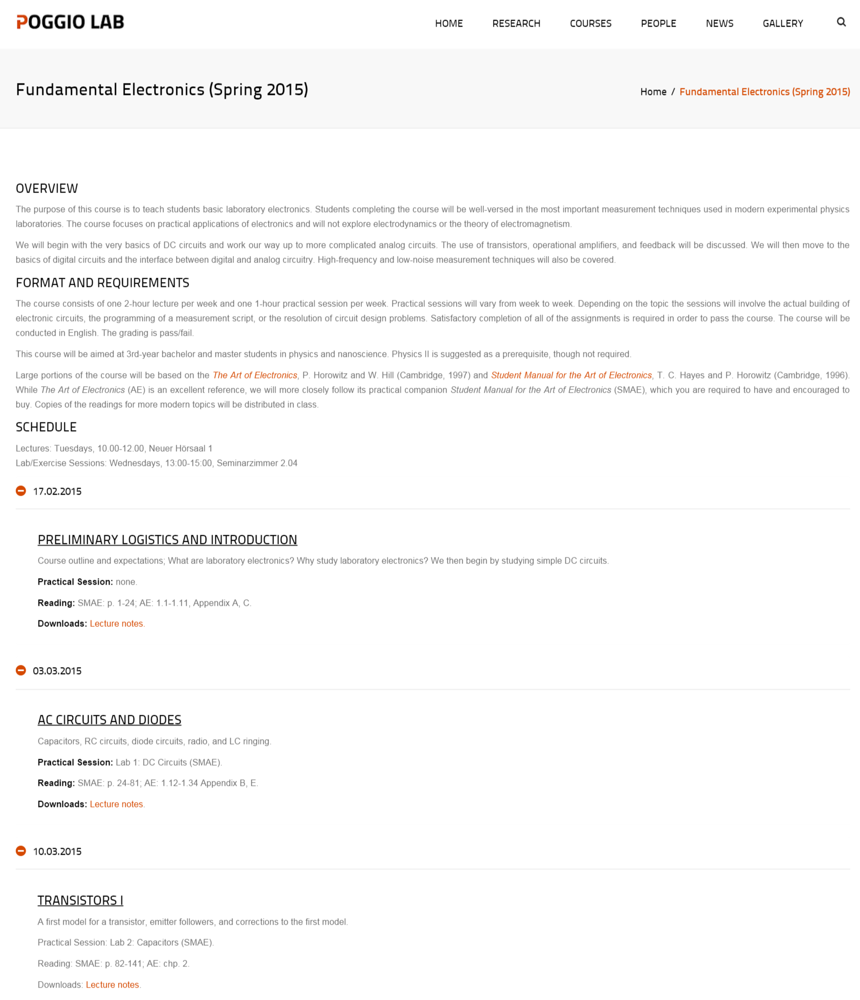 POGGIO LAB
HOME RESEARCH COURSES PEOPLE NEWS GALLERY
Fundamental Electronics (Spring 2015)
Home / Fundamental Electronics (Spring 2015)
OVERVIEW
The purpose of this course is to teach students basic laboratory electronics. Students completing the course will be well-versed in the most important measurement techniques used in modern experimental physics
laboratories. The course focuses on practical applications of electronics and will not explore electrodynamics or the theory of electromagnetism.
We will begin with the very basics of DC circuits and work our way up to more complicated analog circuits. The use of transistors, operational amplifiers, and feedback will be discussed. We will then move to the
basics of digital circuits and the interface between digital and analog circuitry. High-frequency and low-noise measurement techniques will also be covered.
FORMAT AND REQUIREMENTS
The course consists of one 2-hour lecture per week and one 1-hour practical session per week. Practical sessions will vary from week to week. Depending on the topic the sessions will involve the actual building of
electronic circuits, the programming of a measurement script, or the resolution of circuit design problems. Satisfactory completion of all of the assignments is required in order to pass the course. The course will be
conducted in English. The grading is pass/fail.
This course will be aimed at 3rd-year bachelor and master students in physics and nanoscience. Physics II is suggested as a prerequisite, though not required.
Large portions of the course will be based on the The Art of Electronics, P. Horowitz and W. Hill (Cambridge, 1997) and Student Manual for the Art of Electronics, T. C. Hayes and P. Horowitz (Cambridge, 1996).
While The Art of Electronics (AE) is an excellent reference, we will more closely follow its practical companion Student Manual for the Art of Electronics (SMAE), which you are required to have and encouraged to
buy. Copies of the readings for more modern topics will be distributed in class.
SCHEDULE
Lectures: Tuesdays, 10.00-12.00, Neuer Hörsaal 1
Lab/Exercise Sessions: Wednesdays, 13:00-15:00, Seminarzimmer 2.04
17.02.2015
PRELIMINARY LOGISTICS AND INTRODUCTION
Course outline and expectations; What are laboratory electronics? Why study laboratory electronics? We then begin by studying simple DC circuits.
Practical Session: none.
Reading: SMAE: p. 1-24; AE: 1.1-1.11, Appendix A, C.
Downloads: Lecture notes.
03.03.2015
AC CIRCUITS AND DIODES
Capacitors, RC circuits, diode circuits, radio, and LC ringing.
Practical Session: Lab 1: DC Circuits (SMAE).
Reading: SMAE: p. 24-81; AE: 1.12-1.34 Appendix B, E.
Downloads: Lecture notes.
10.03.2015
TRANSISTORS I
A first model for a transistor, emitter followers, and corrections to the first model.
Practical Session: Lab 2: Capacitors (SMAE).
Reading: SMAE: p. 82-141; AE: chp. 2.
Downloads: Lecture notes.